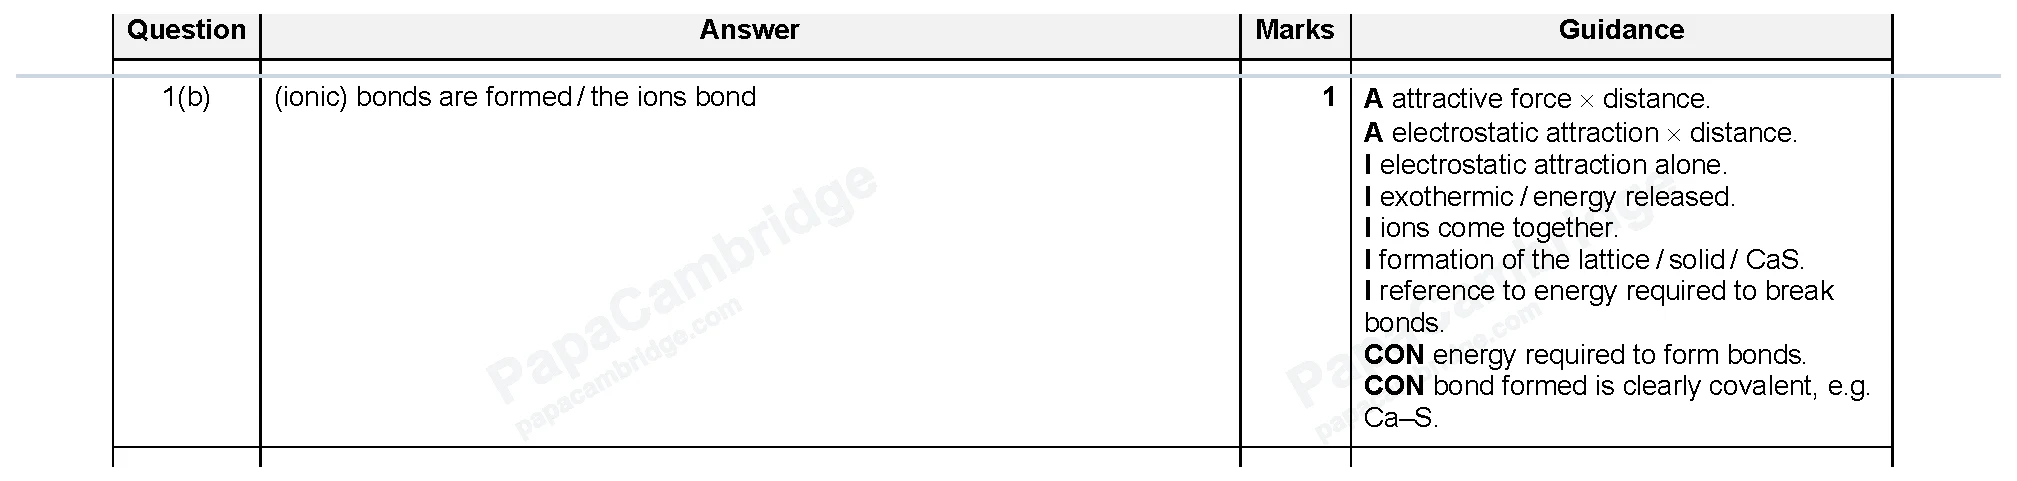 Question Answer Marks Guidance
1(b) (ionic) bonds are formed / the ions bond 1 A attractive force × distance.
A electrostatic attraction × distance.
I electrostatic attraction alone.
I exothermic / energy released.
I ions come together.
I formation of the lattice / solid / CaS.
I reference to energy required to break
bonds.
CON energy required to form bonds.
CON bond formed is clearly covalent, e.g.
Ca–S.
PapaCambridge
papacambridge.com
PapaCambridge
papacambridge.com